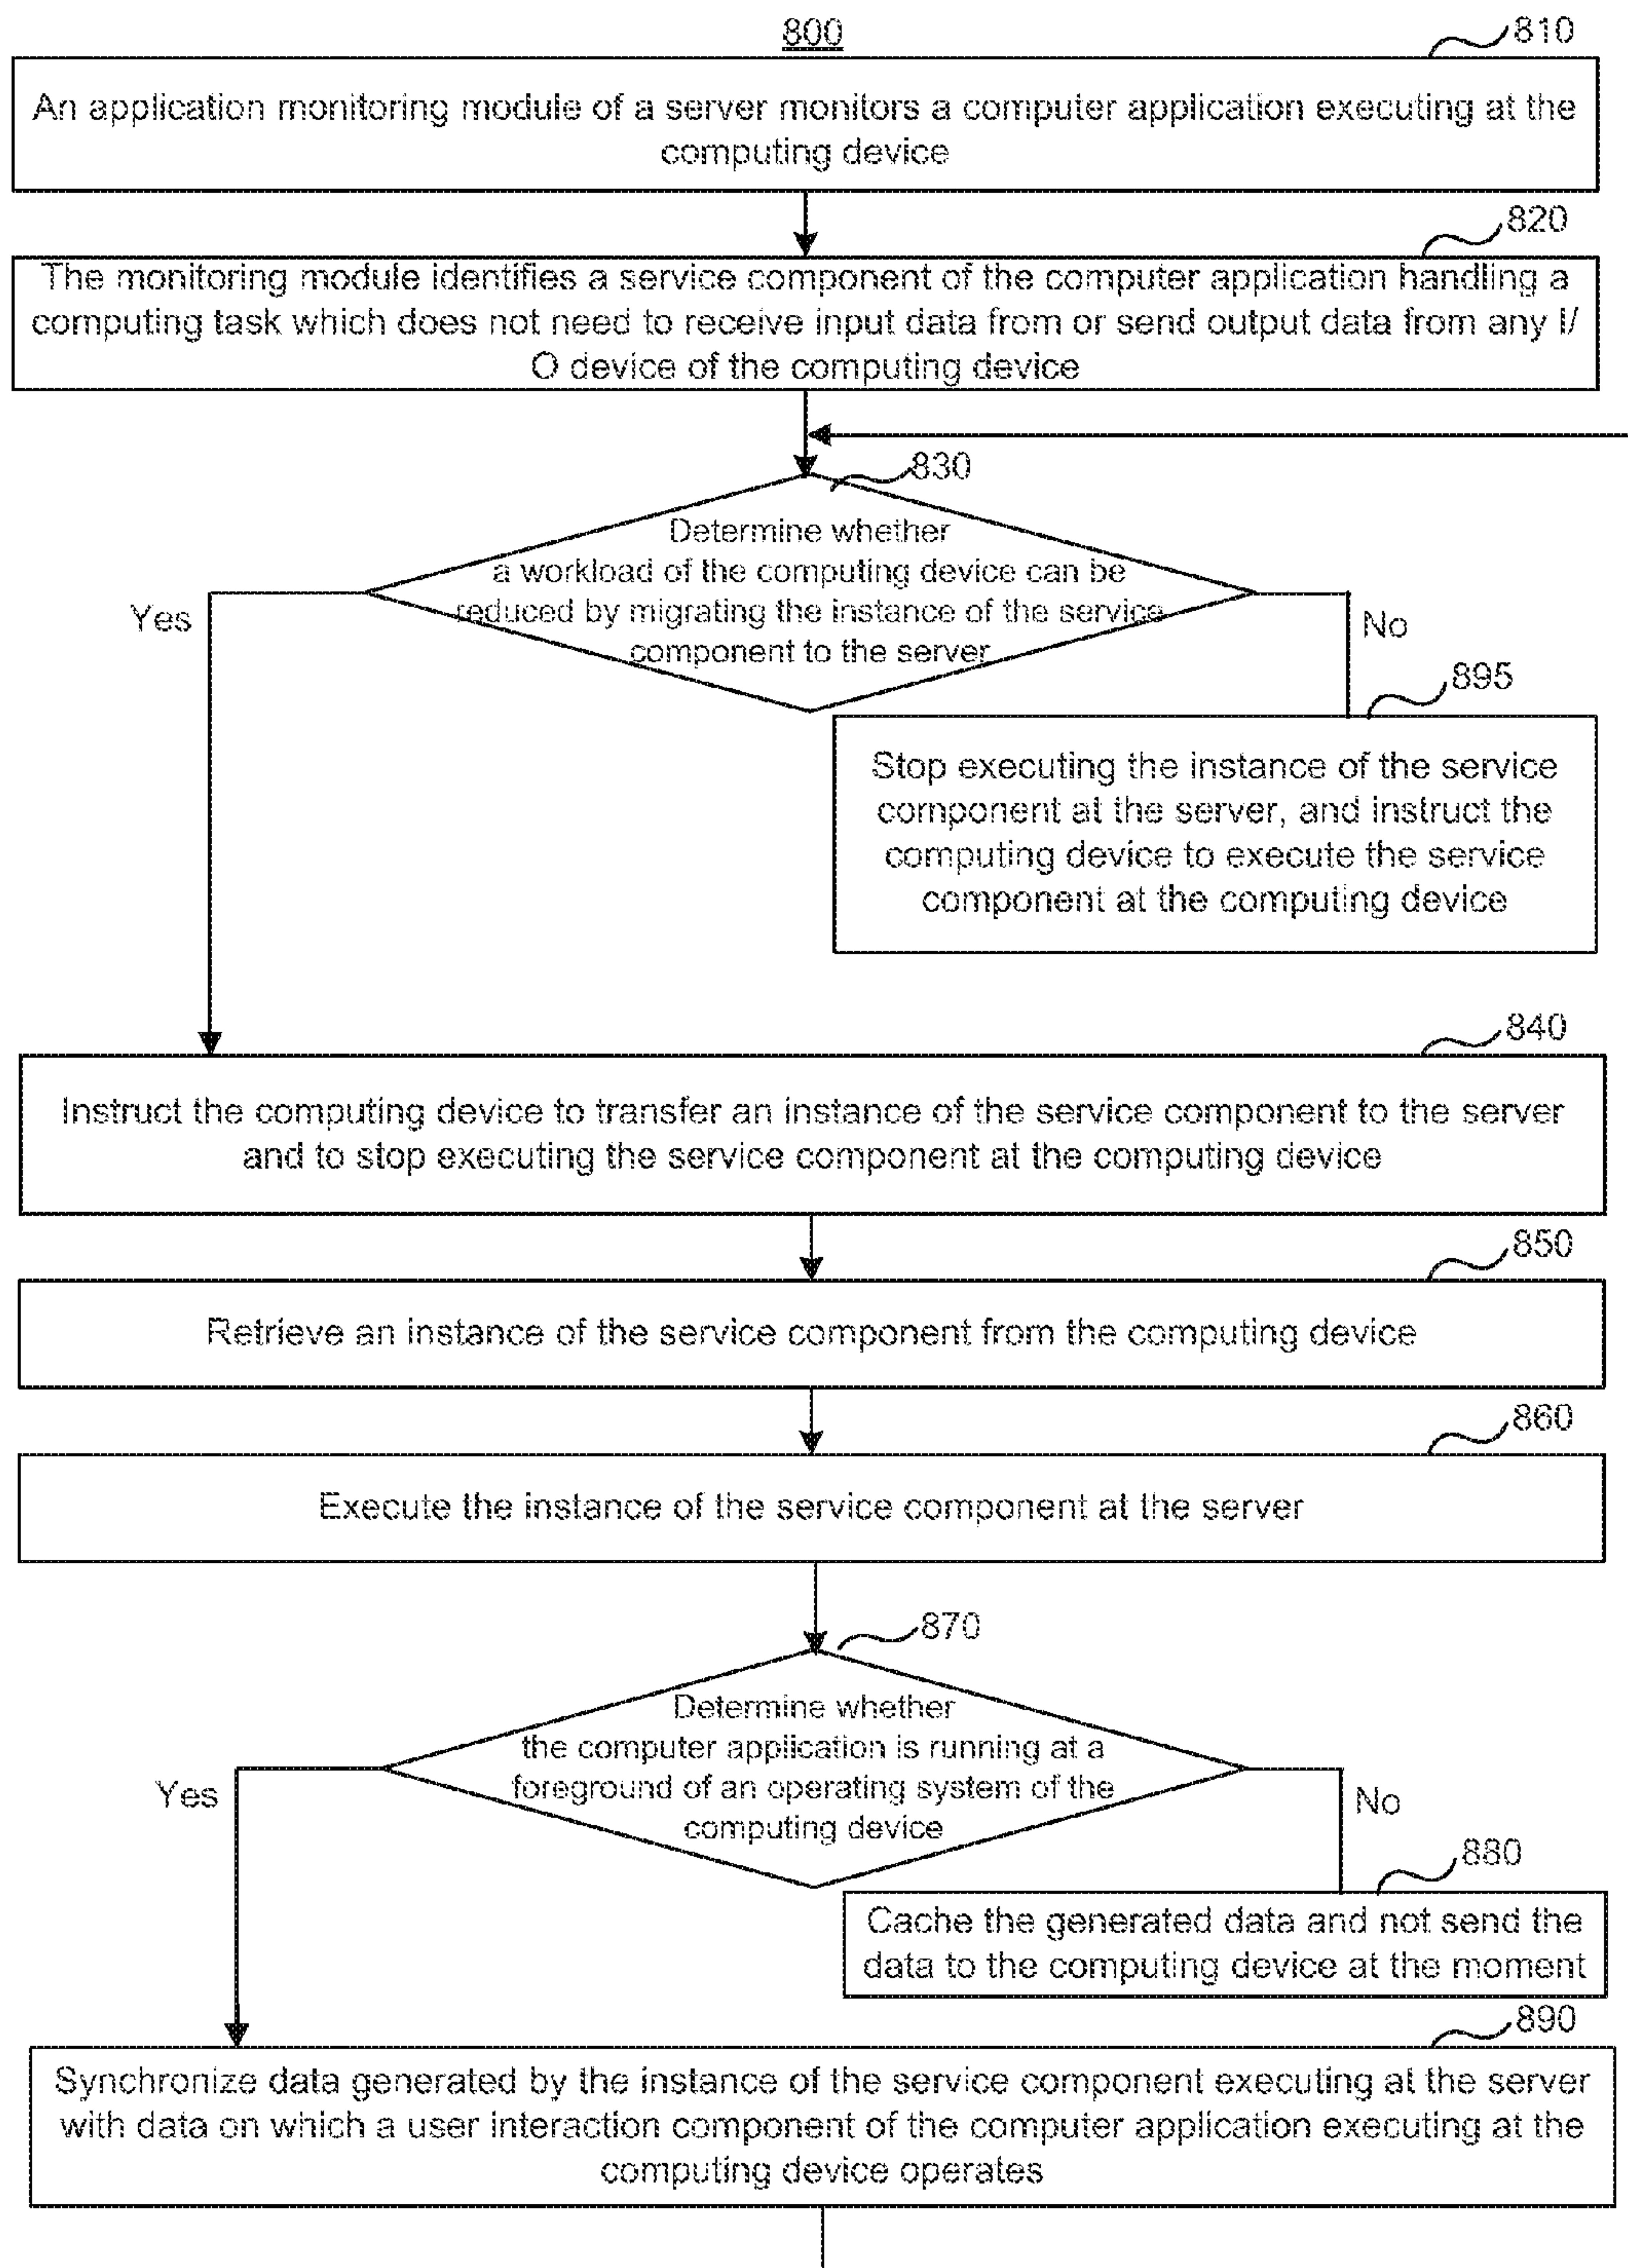 800
810
An application monitoring module of a server monitors a computer application executing at the
computing device
820
The monitoring module identifies a service component of the computer application handling a
computing task which does not need to receive input data from or send output data from any I/
O device of the computing device
830
Determine whether
a workload of the computing device can be
reduced by migrating the instance of the service
component to the server
Yes
No
895
Stop executing the instance of the service
component at the server, and instruct the
computing device to execute the service
component at the computing device
840
Instruct the computing device to transfer an instance of the service component to the server
and to stop executing the service component at the computing device
850
Retrieve an instance of the service component from the computing device
860
Execute the instance of the service component at the server
870
Determine whether
the computer application is running at a
foreground of an operating system of the
computing device
Yes
No
880
Cache the generated data and not send the
data to the computing device at the moment
890
Synchronize data generated by the instance of the service component executing at the server
with data on which a user interaction component of the computer application executing at the
computing device operates